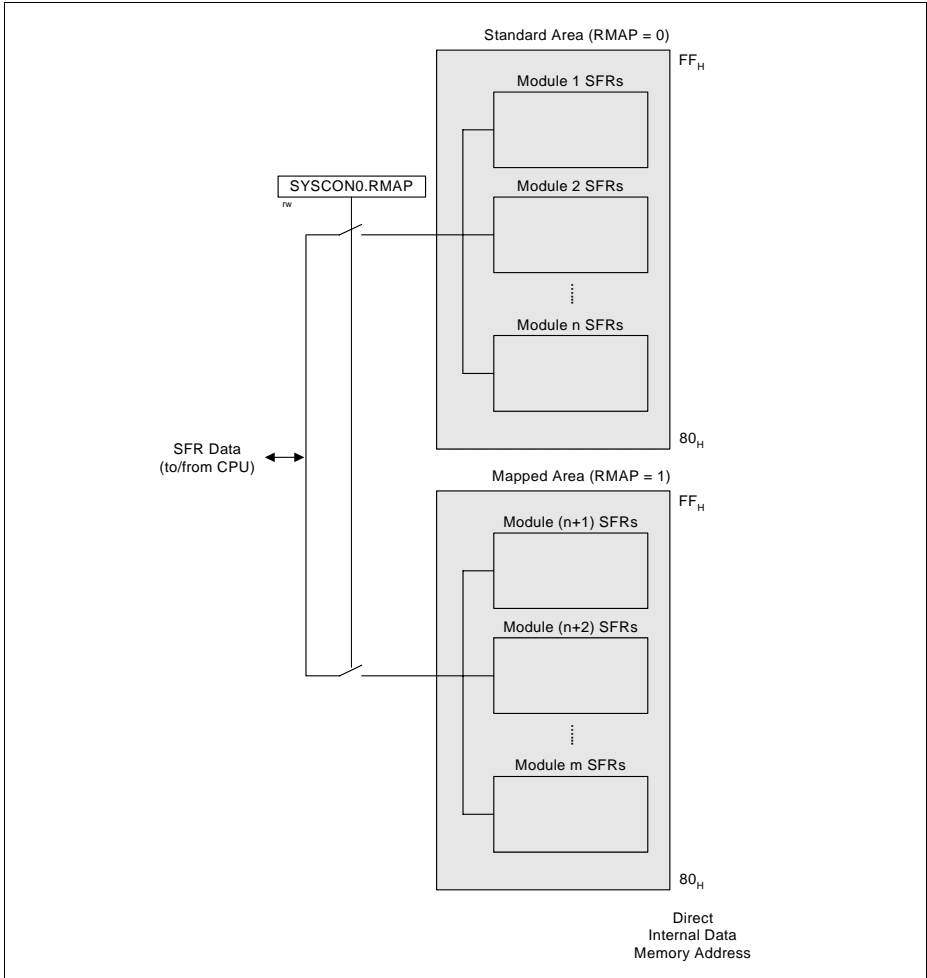 Standard Area (RMAP = 0)
FFH
Module 1 SFRs
SYSCON0.RMAP
rw
Module 2 SFRs
Module n SFRs
80H
SFR Data
(to/from CPU)
Mapped Area (RMAP = 1)
FFH
Module (n+1) SFRs
Module (n+2) SFRs
Module m SFRs
80H
Direct
Internal Data
Memory Address